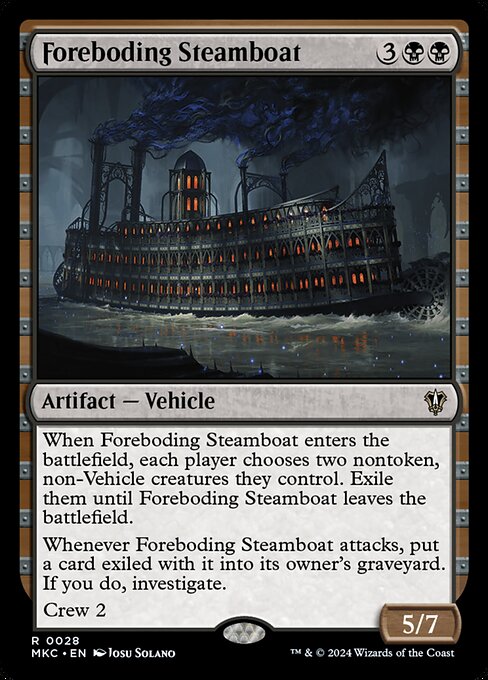 Foreboding Steamboat 3
Artifact — Vehicle
When Foreboding Steamboat enters the
battlefield, each player chooses two nontoken,
non-Vehicle creatures they control. Exile
them until Foreboding Steamboat leaves the
battlefield.
Whenever Foreboding Steamboat attacks, put
a card exiled with it into its owner's graveyard.
If you do, investigate.
Crew 2
5/7
R 0028
MKC • EN Josu Solano
™ & © 2024 Wizards of the Coast